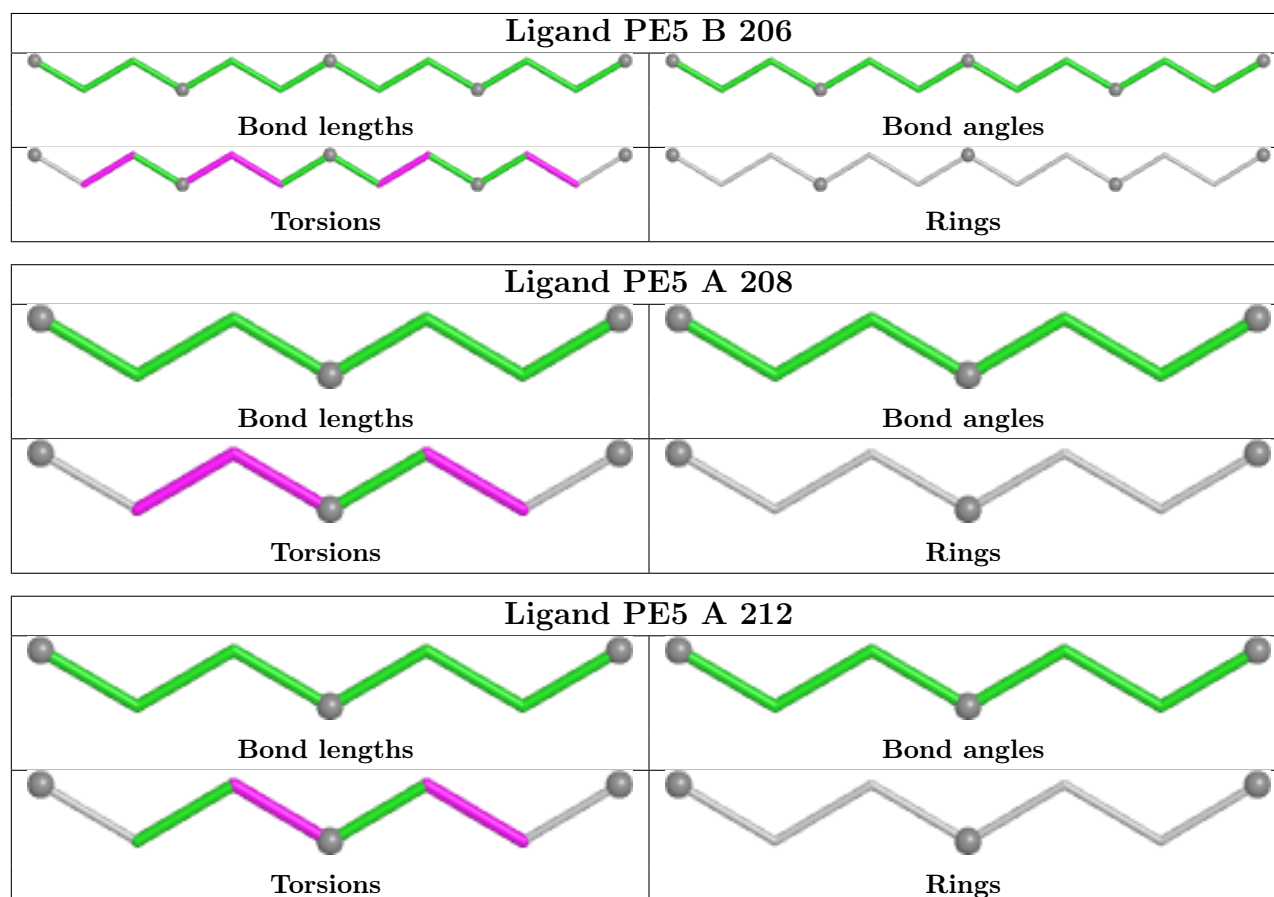 Ligand PE5 B 206
Bond lengths Bond angles
Torsions Rings
Ligand PE5 A 208
Bond lengths Bond angles
Torsions Rings
Ligand PE5 A 212
Bond lengths Bond angles
Torsions Rings